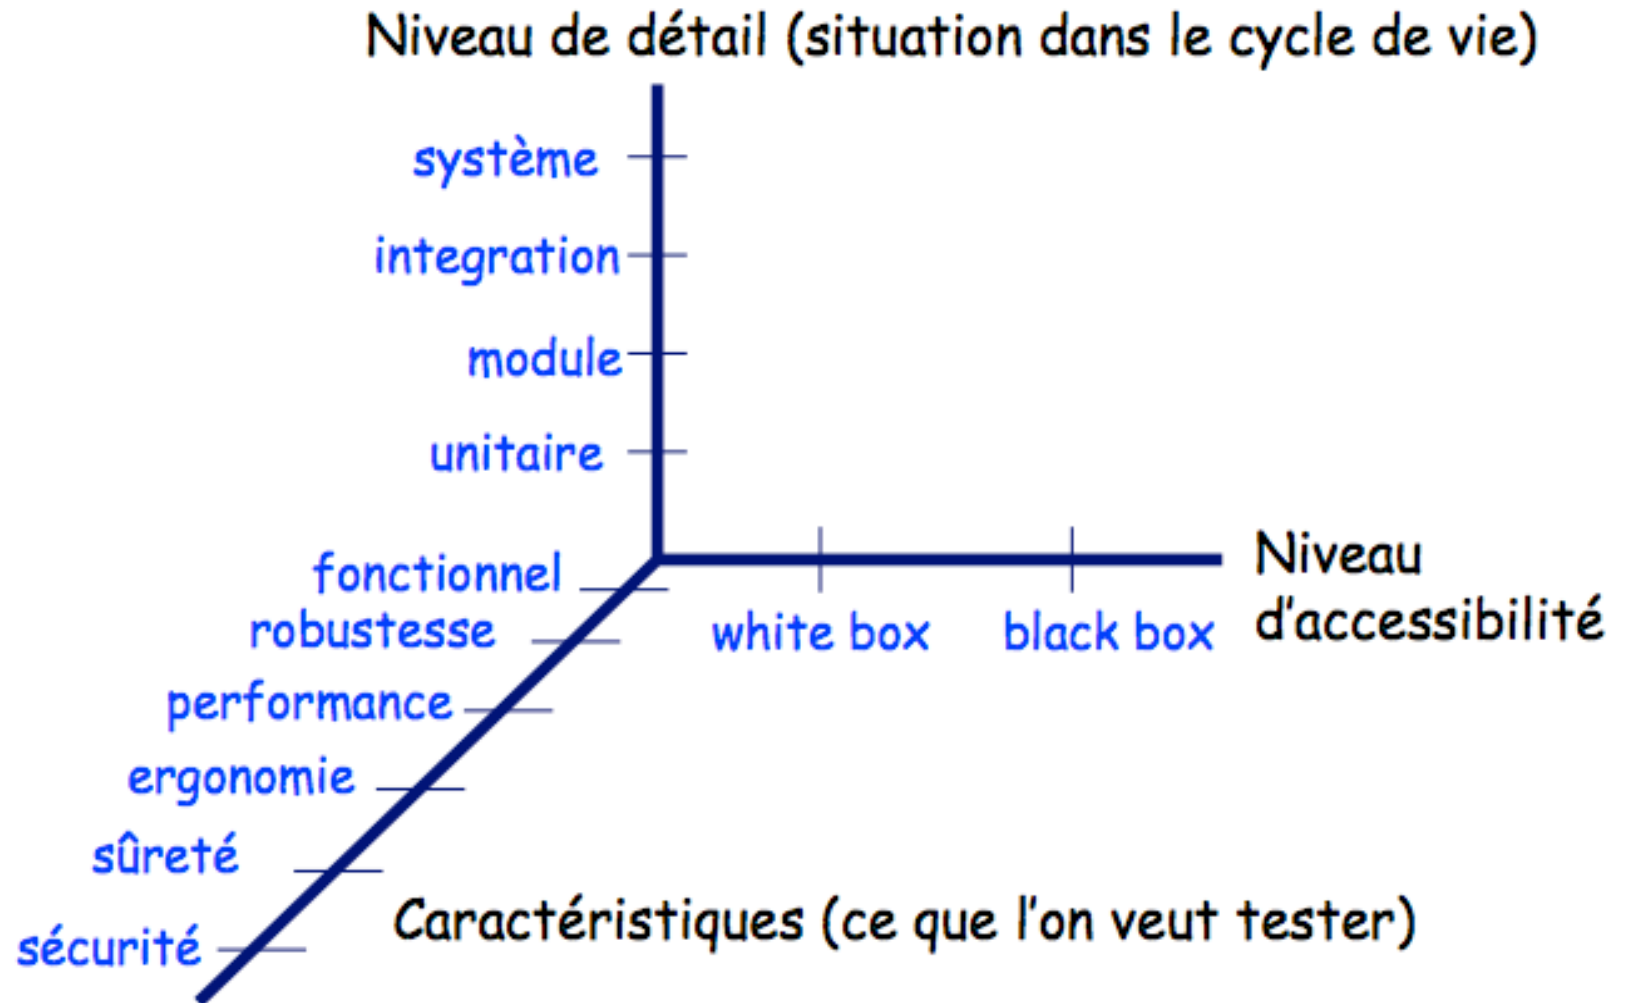 Niveau de détail (situation dans le cycle de vie)
système
integration
module
unitaire
fonctionnel
robustesse
performance
ergonomie
sûreté
sécurité
white box
black box
Niveau
d'accessibilité
Caractéristiques (ce que l'on veut tester)